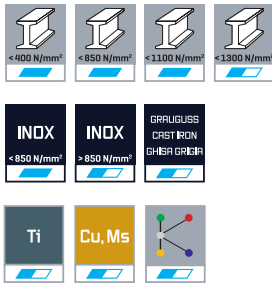 <400 N/mm²
<850 N/mm²
<1100 N/mm²
<1300 N/mm²
INOX
<850 N/mm²
INOX
>850 N/mm²
GRAUGUSS
CAST IRON
GHISA GRIGIA
Ti
Cu, Ms